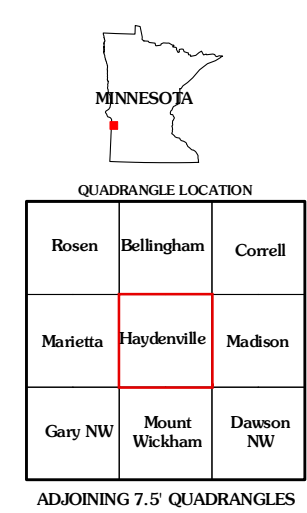 MINNESOTA
QUADRANGLE LOCATION
Rosen
Bellingham
Correll
Marietta
Haydenville
Madison
Gary NW
Mount
Wickham
Dawson
NW
ADJOINING 7.5' QUADRANGLES